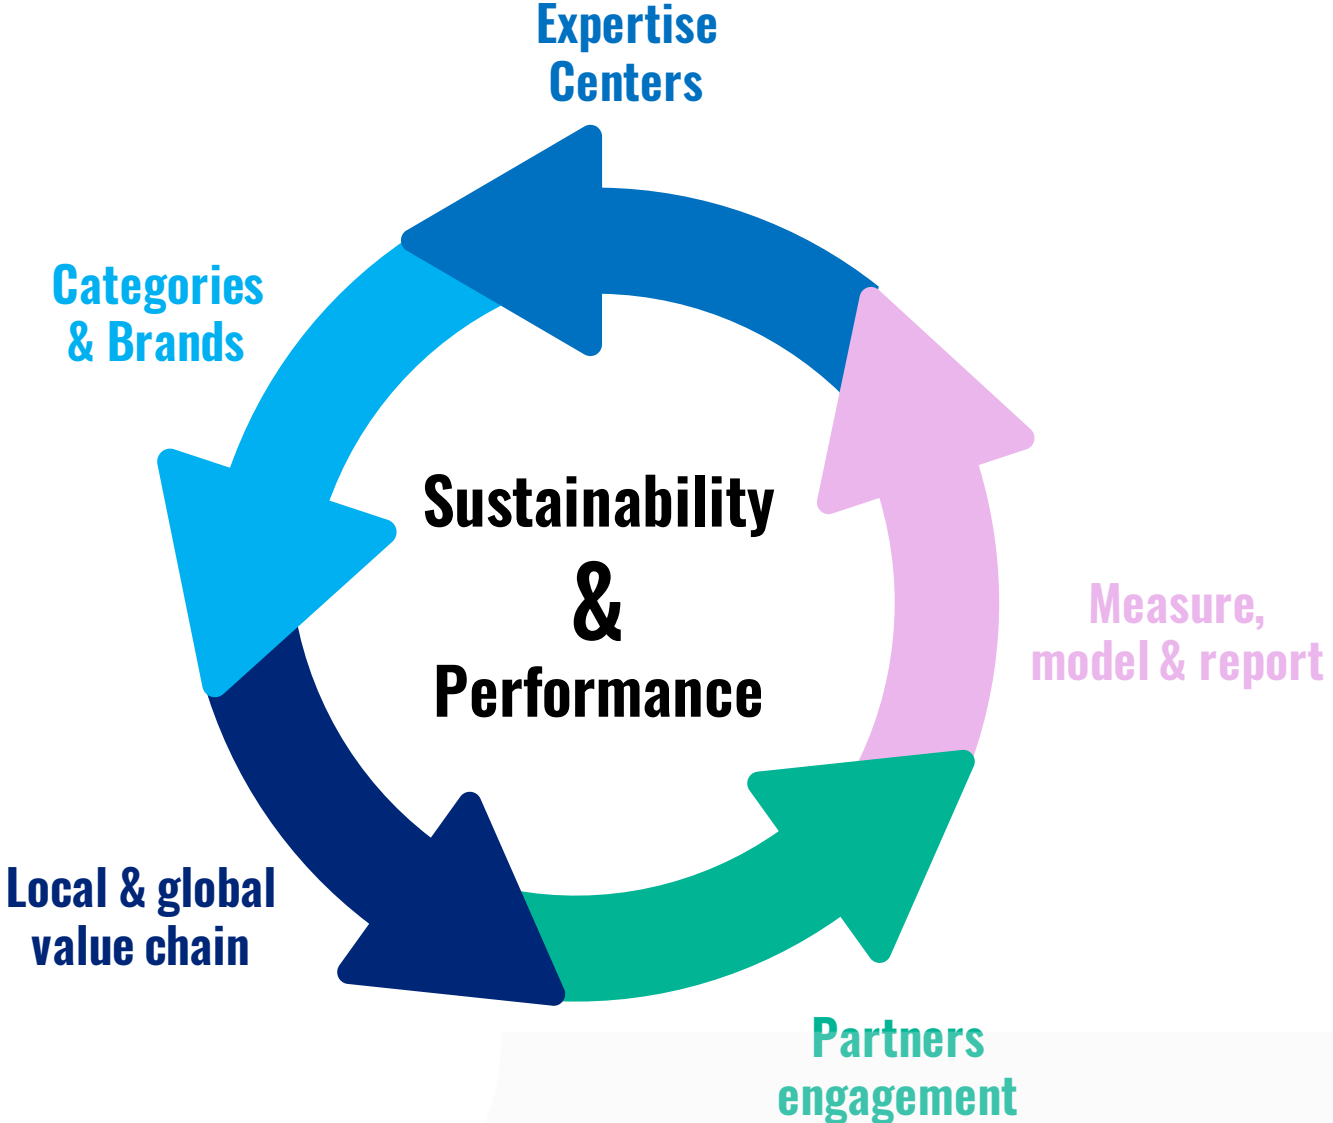 Expertise
Centers
Categories
& Brands
Sustainability
&
Performance
Measure,
model & report
Local & global
value chain
Partners
engagement